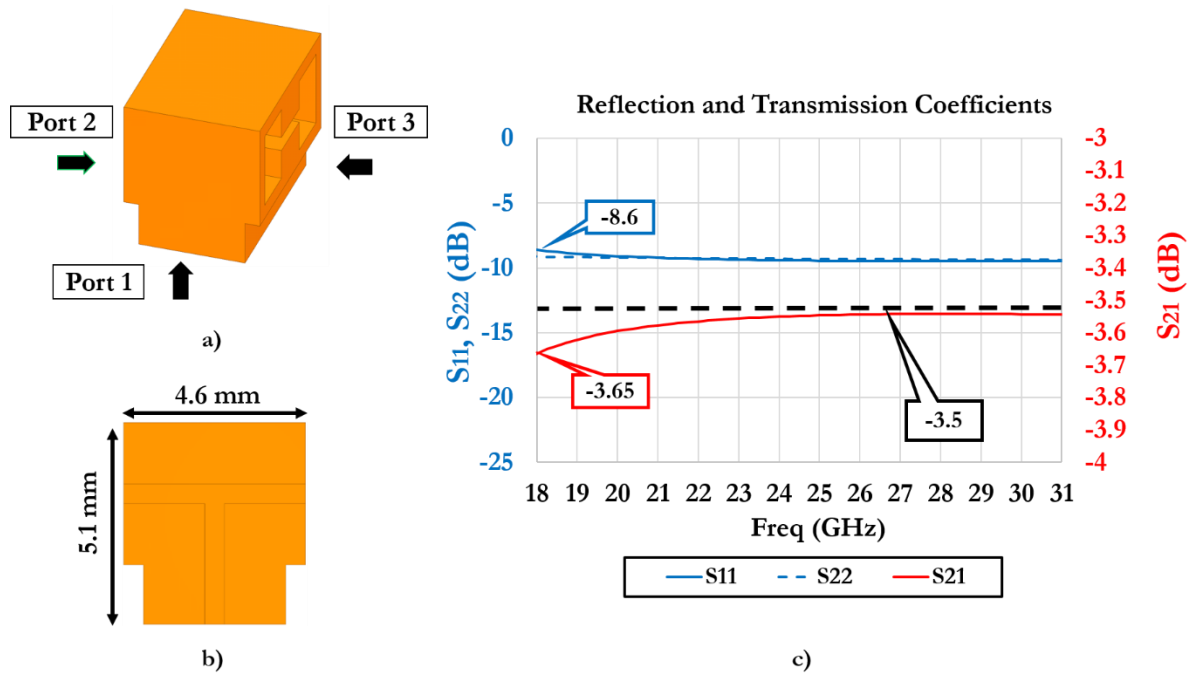 Port 2
Port 3
Port 1
a)
4.6 mm
5.1 mm
b)
Reflection and Transmission Coefficients
0
-5
-10
-15
-20
-25
S11, S22 (dB)
-3
-3.1
-3.2
-3.3
-3.4
-3.5
-3.6
-3.7
-3.8
-3.9
-4
S21 (dB)
-8.6
-3.65
-3.5
18 19 20 21 22 23 24 25 26 27 28 29 30 31
Freq (GHz)
S11 S22 S21
c)